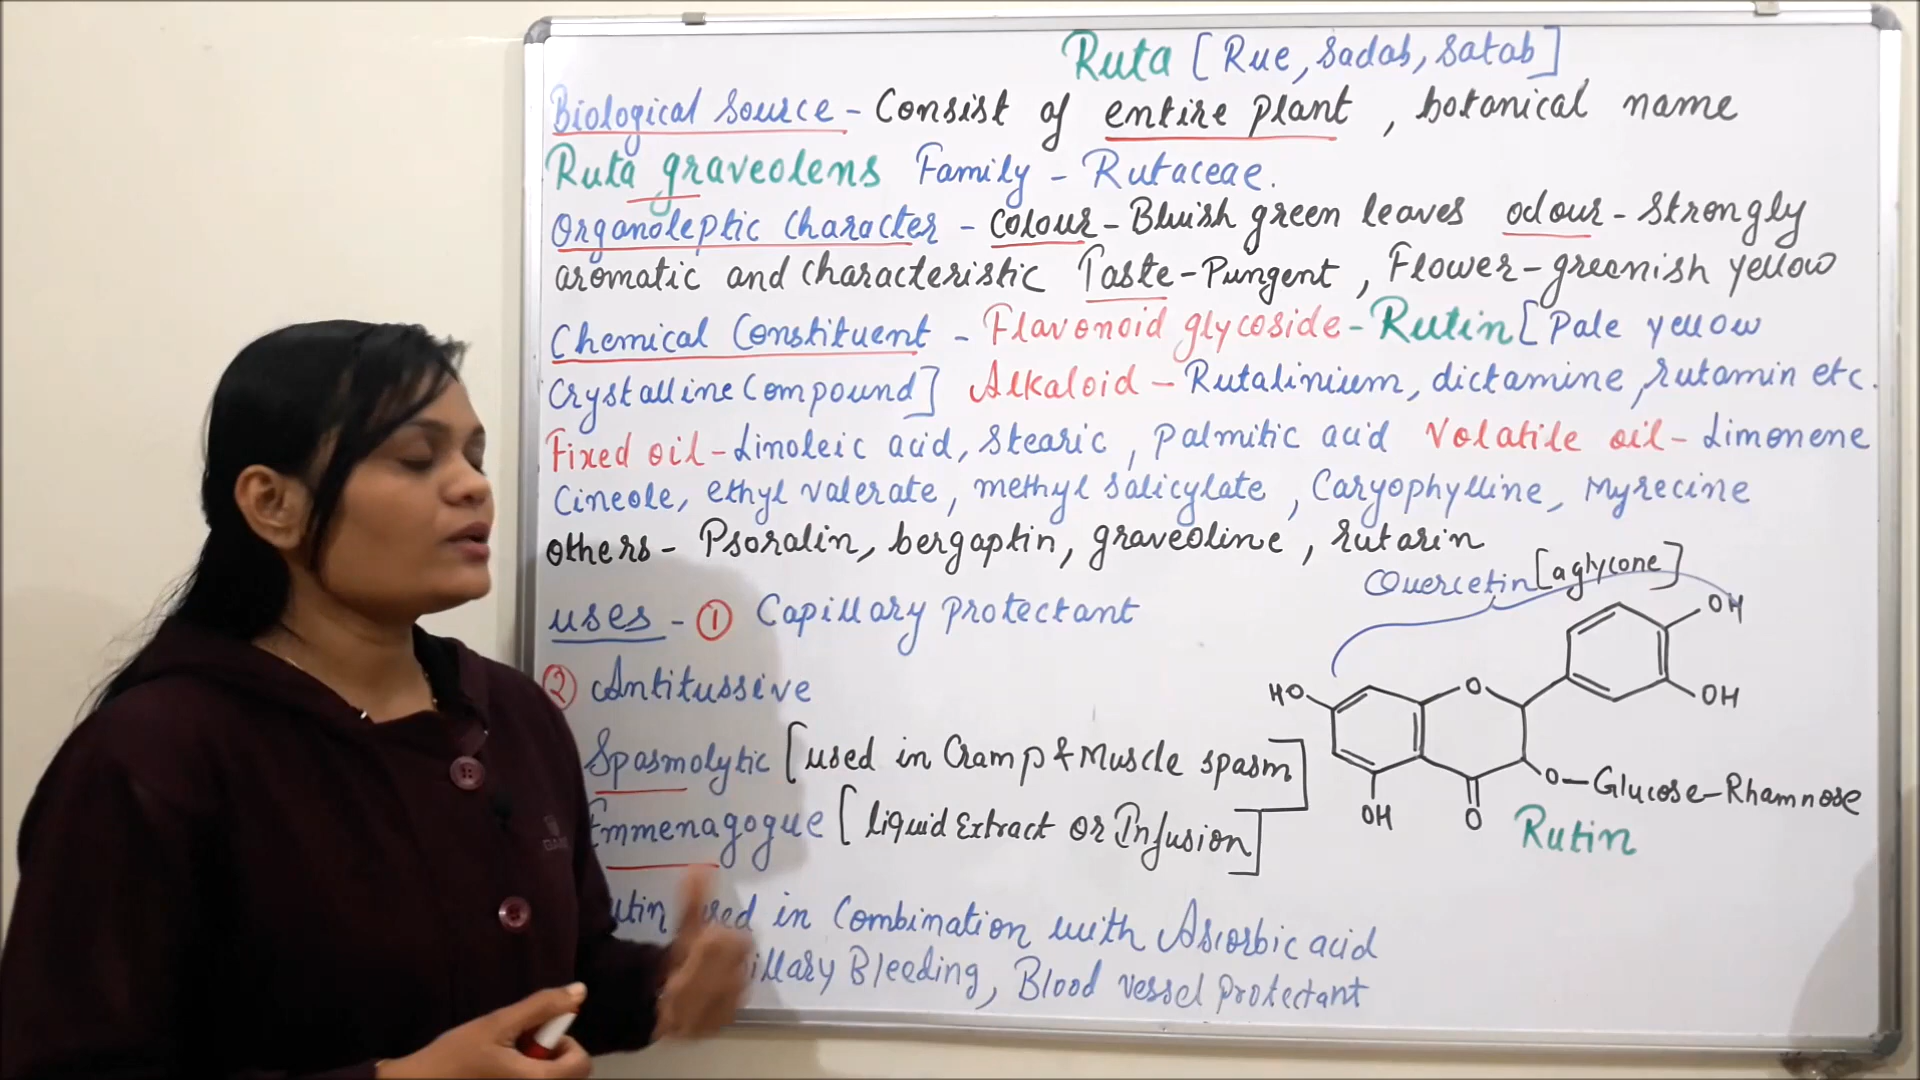 Ruta [Rue, Sadab, Satab]
Biological Source - Consist of entire plant, botanical name
Ruta graveolens Family - Rutaceae.
Organoleptic Character - Colour - Bluish green leaves odour - Strongly
aromatic and characteristic Taste - Pungent, Flower - greenish yellow
Chemical Constituent - Flavonoid glycoside - Rutin [Pale yellow
Crystalline Compound] Alkaloid - Rutalinium, dictamine, rutamin etc.
Fixed oil - Linoleic acid, Stearic, Palmitic acid Volatile oil - Limonene
Cineole, ethyl valerate, methyl salicylate, Caryophylline, Myrecine
others - Psoralin, bergaptin, graveoline, rutarin
Quercetin [aglycone]
uses - ① Capillary protectant
② Antitussive
Spasmolytic [used in Cramp & Muscle spasm]
Emmenagogue [liquid Extract or Infusion]
used in Combination with Ascorbic acid
Bleeding, Blood vessel protectant
OH
HO
O
OH
O - Glucose - Rhamnose
OH
O
Rutin